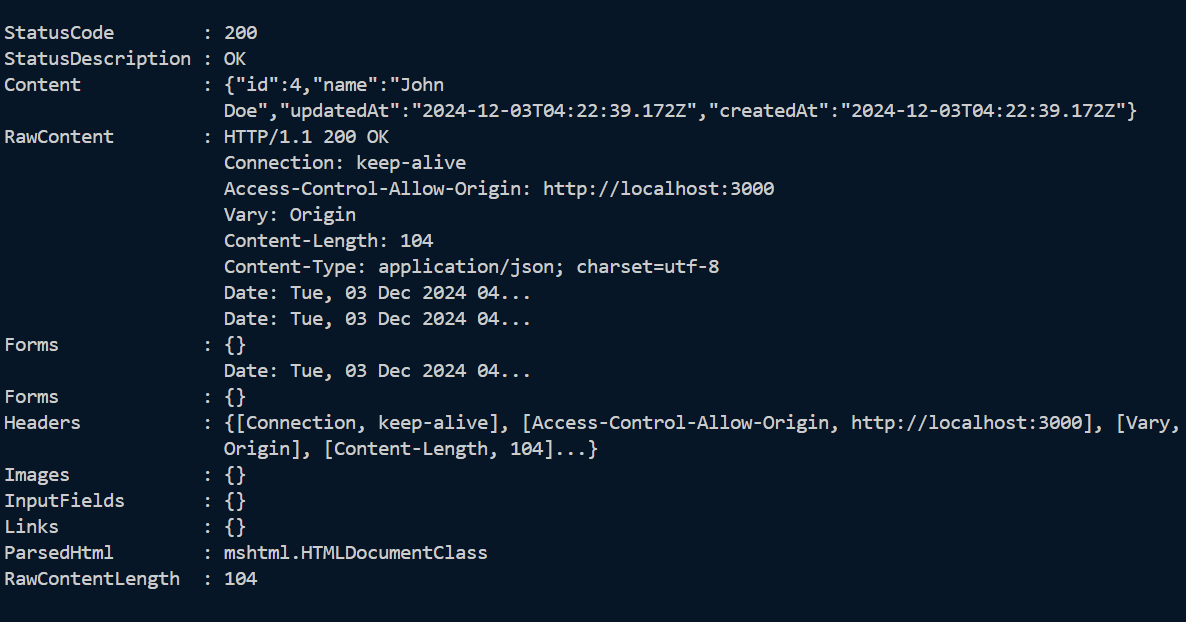 StatusCode        : 200
StatusDescription : OK
Content           : {"id":4,"name":"John
                    Doe","updatedAt":"2024-12-03T04:22:39.172Z","createdAt":"2024-12-03T04:22:39.172Z"}
RawContent        : HTTP/1.1 200 OK
                    Connection: keep-alive
                    Access-Control-Allow-Origin: http://localhost:3000
                    Vary: Origin
                    Content-Length: 104
                    Content-Type: application/json; charset=utf-8
                    Date: Tue, 03 Dec 2024 04...
                    Date: Tue, 03 Dec 2024 04...
Forms             : {}
                    Date: Tue, 03 Dec 2024 04...
Forms             : {}
Headers           : {[Connection, keep-alive], [Access-Control-Allow-Origin, http://localhost:3000], [Vary,
                    Origin], [Content-Length, 104]...}
Images            : {}
InputFields       : {}
Links             : {}
ParsedHtml        : mshtml.HTMLDocumentClass
RawContentLength  : 104